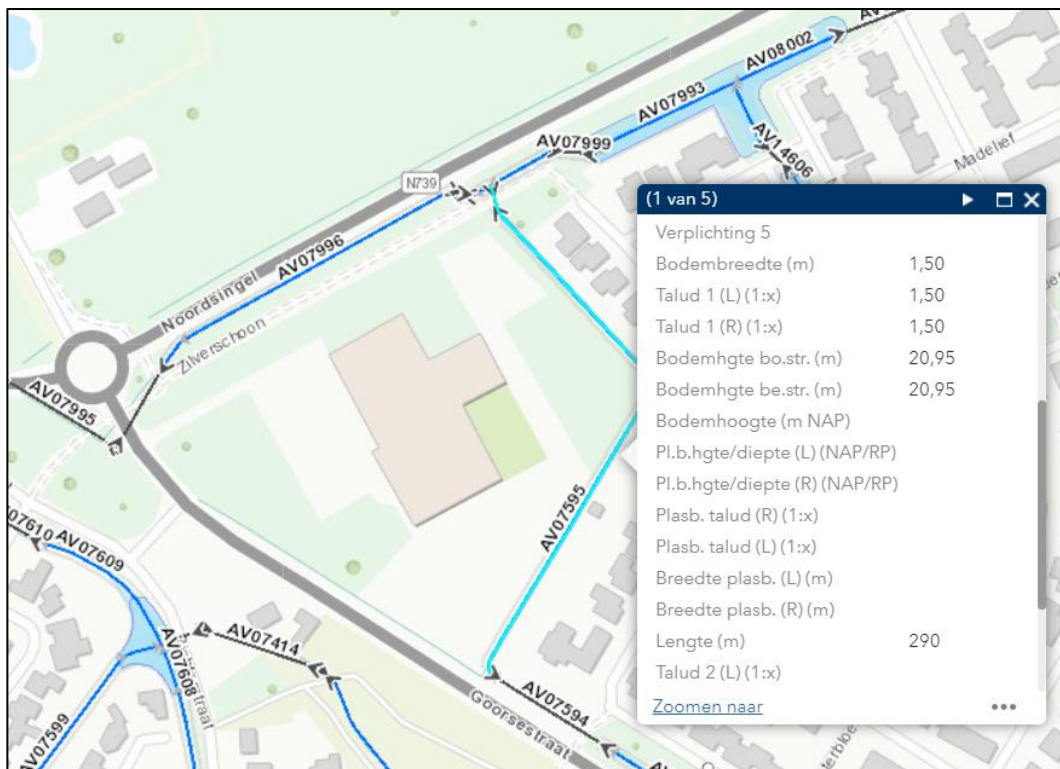 AV08002
AV07993
AV07999
AV14606
Madelief
N739
AV07996
Noordsingel
Zilverschoon
AV07995
AV07595
07610
AV07609
AV07414
AV07608
AV07599
AV07594
Goorsestraat
(1 van 5)
Verplichting 5
Bodembreedte (m) 1,50
Talud 1 (L) (1:x) 1,50
Talud 1 (R) (1:x) 1,50
Bodemhgte bo.str. (m) 20,95
Bodemhgte be.str. (m) 20,95
Bodemhoogte (m NAP)
Pl.b.hgte/diepte (L) (NAP/RP)
Pl.b.hgte/diepte (R) (NAP/RP)
Plasb. talud (R) (1:x)
Plasb. talud (L) (1:x)
Breedte plasb. (L) (m)
Breedte plasb. (R) (m)
Lengte (m) 290
Talud 2 (L) (1:x)
Zoomen naar